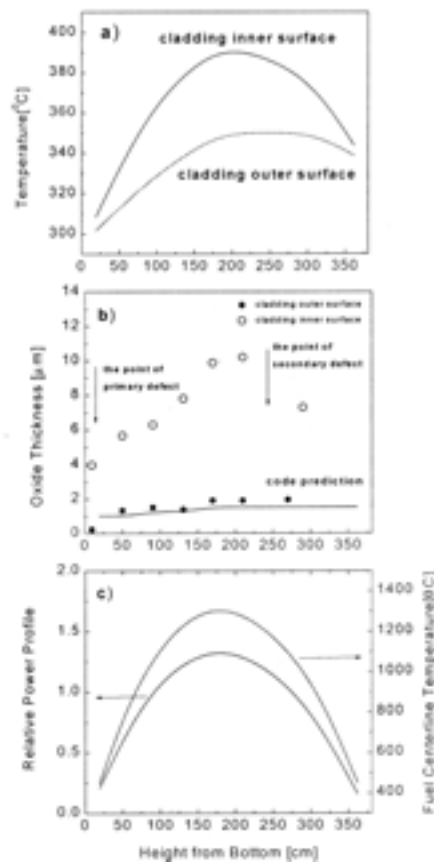 a)
cladding inner surface
cladding outer surface
Temperature[⁰C]
400
380
360
340
320
300
0 50 100 150 200 250 300 350
b)
cladding outer surface
cladding inner surface
the point of
primary defect
the point of
secondary defect
code prediction
Oxide Thickness [μm]
14
12
10
8
6
4
2
0
0 50 100 150 200 250 300 350
c)
Relative Power Profile
2.0
1.5
1.0
0.5
0.0
Fuel Centerline Temperature[
1400
1200
1000
800
600
400
0 50 100 150 200 250 300 350
Height from Bottom [cm]